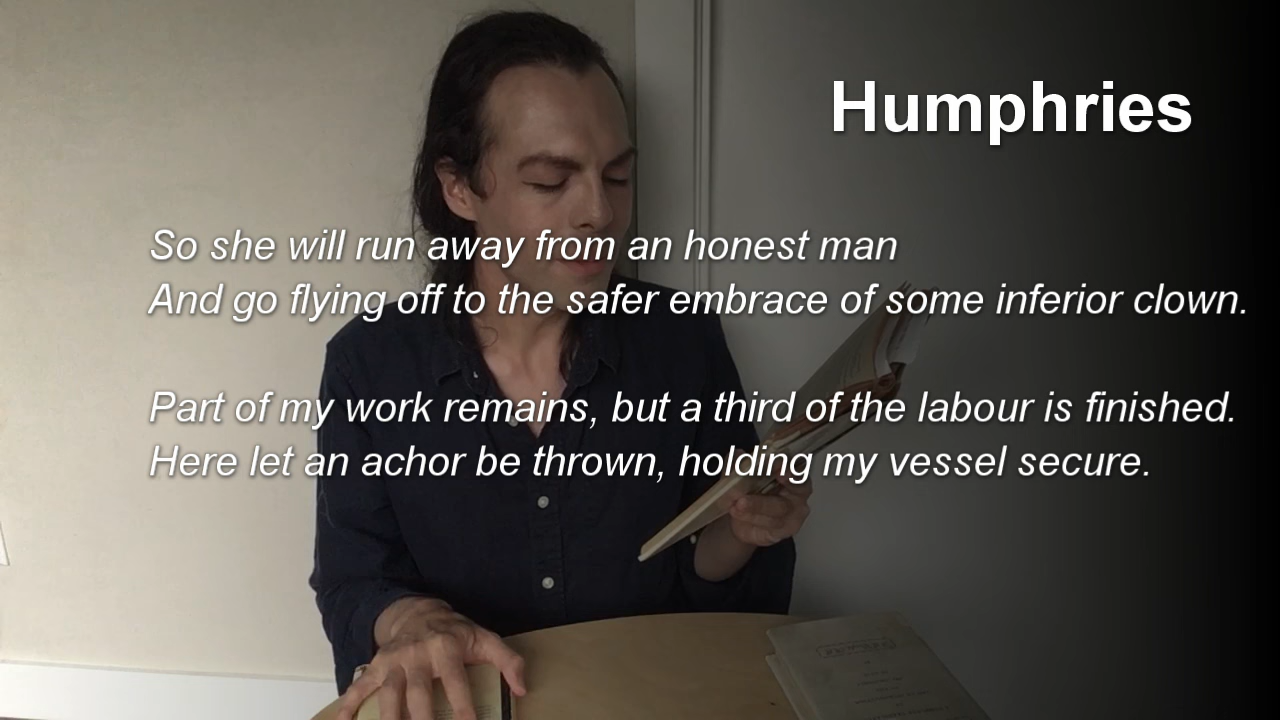 Humphries
So she will run away from an honest man
And go flying off to the safer embrace of some inferior clown.
Part of my work remains, but a third of the labour is finished.
Here let an achor be thrown, holding my vessel secure.